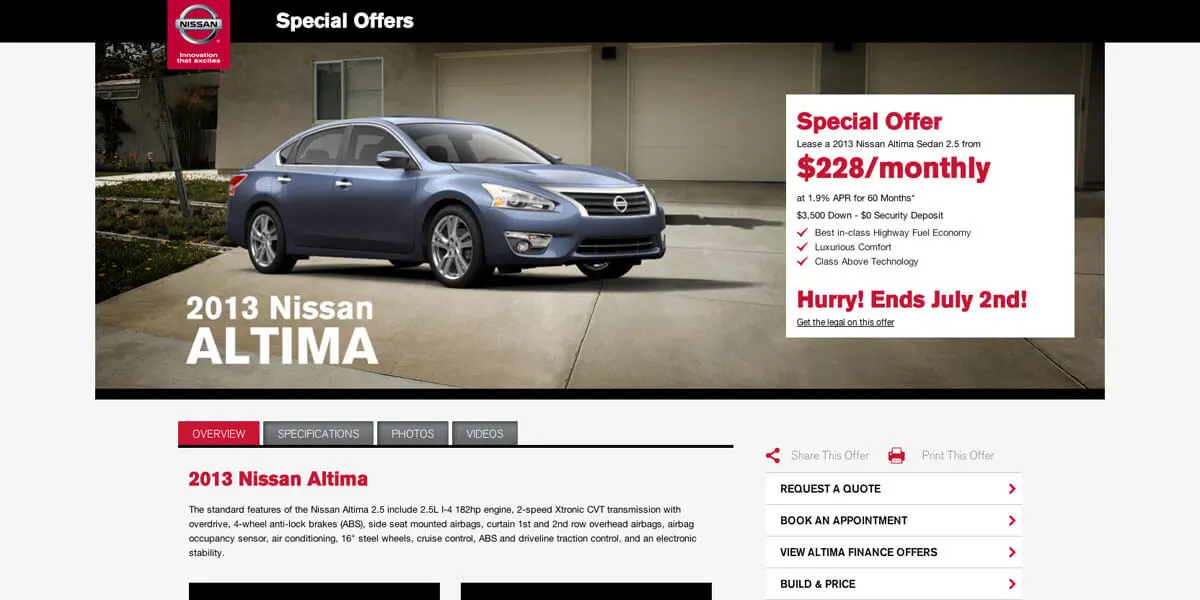 NISSAN
Innovation
that excites
Special Offers
Special Offer
Lease a 2013 Nissan Altima Sedan 2.5 from
$228/monthly
at 1.9% APR for 60 Months*
$3,500 Down - $0 Security Deposit
Best in-class Highway Fuel Economy
Luxurious Comfort
Class Above Technology
Hurry! Ends July 2nd!
Get the legal on this offer
2013 Nissan
ALTIMA
OVERVIEW
SPECIFICATIONS
PHOTOS
VIDEOS
2013 Nissan Altima
The standard features of the Nissan Altima 2.5 include 2.5L I-4 182hp engine, 2-speed Xtronic CVT transmission with
overdrive, 4-wheel anti-lock brakes (ABS), side seat mounted airbags, curtain 1st and 2nd row overhead airbags, airbag
occupancy sensor, air conditioning, 16" steel wheels, cruise control, ABS and driveline traction control, and an electronic
stability.
Share This Offer
Print This Offer
REQUEST A QUOTE
BOOK AN APPOINTMENT
VIEW ALTIMA FINANCE OFFERS
BUILD & PRICE